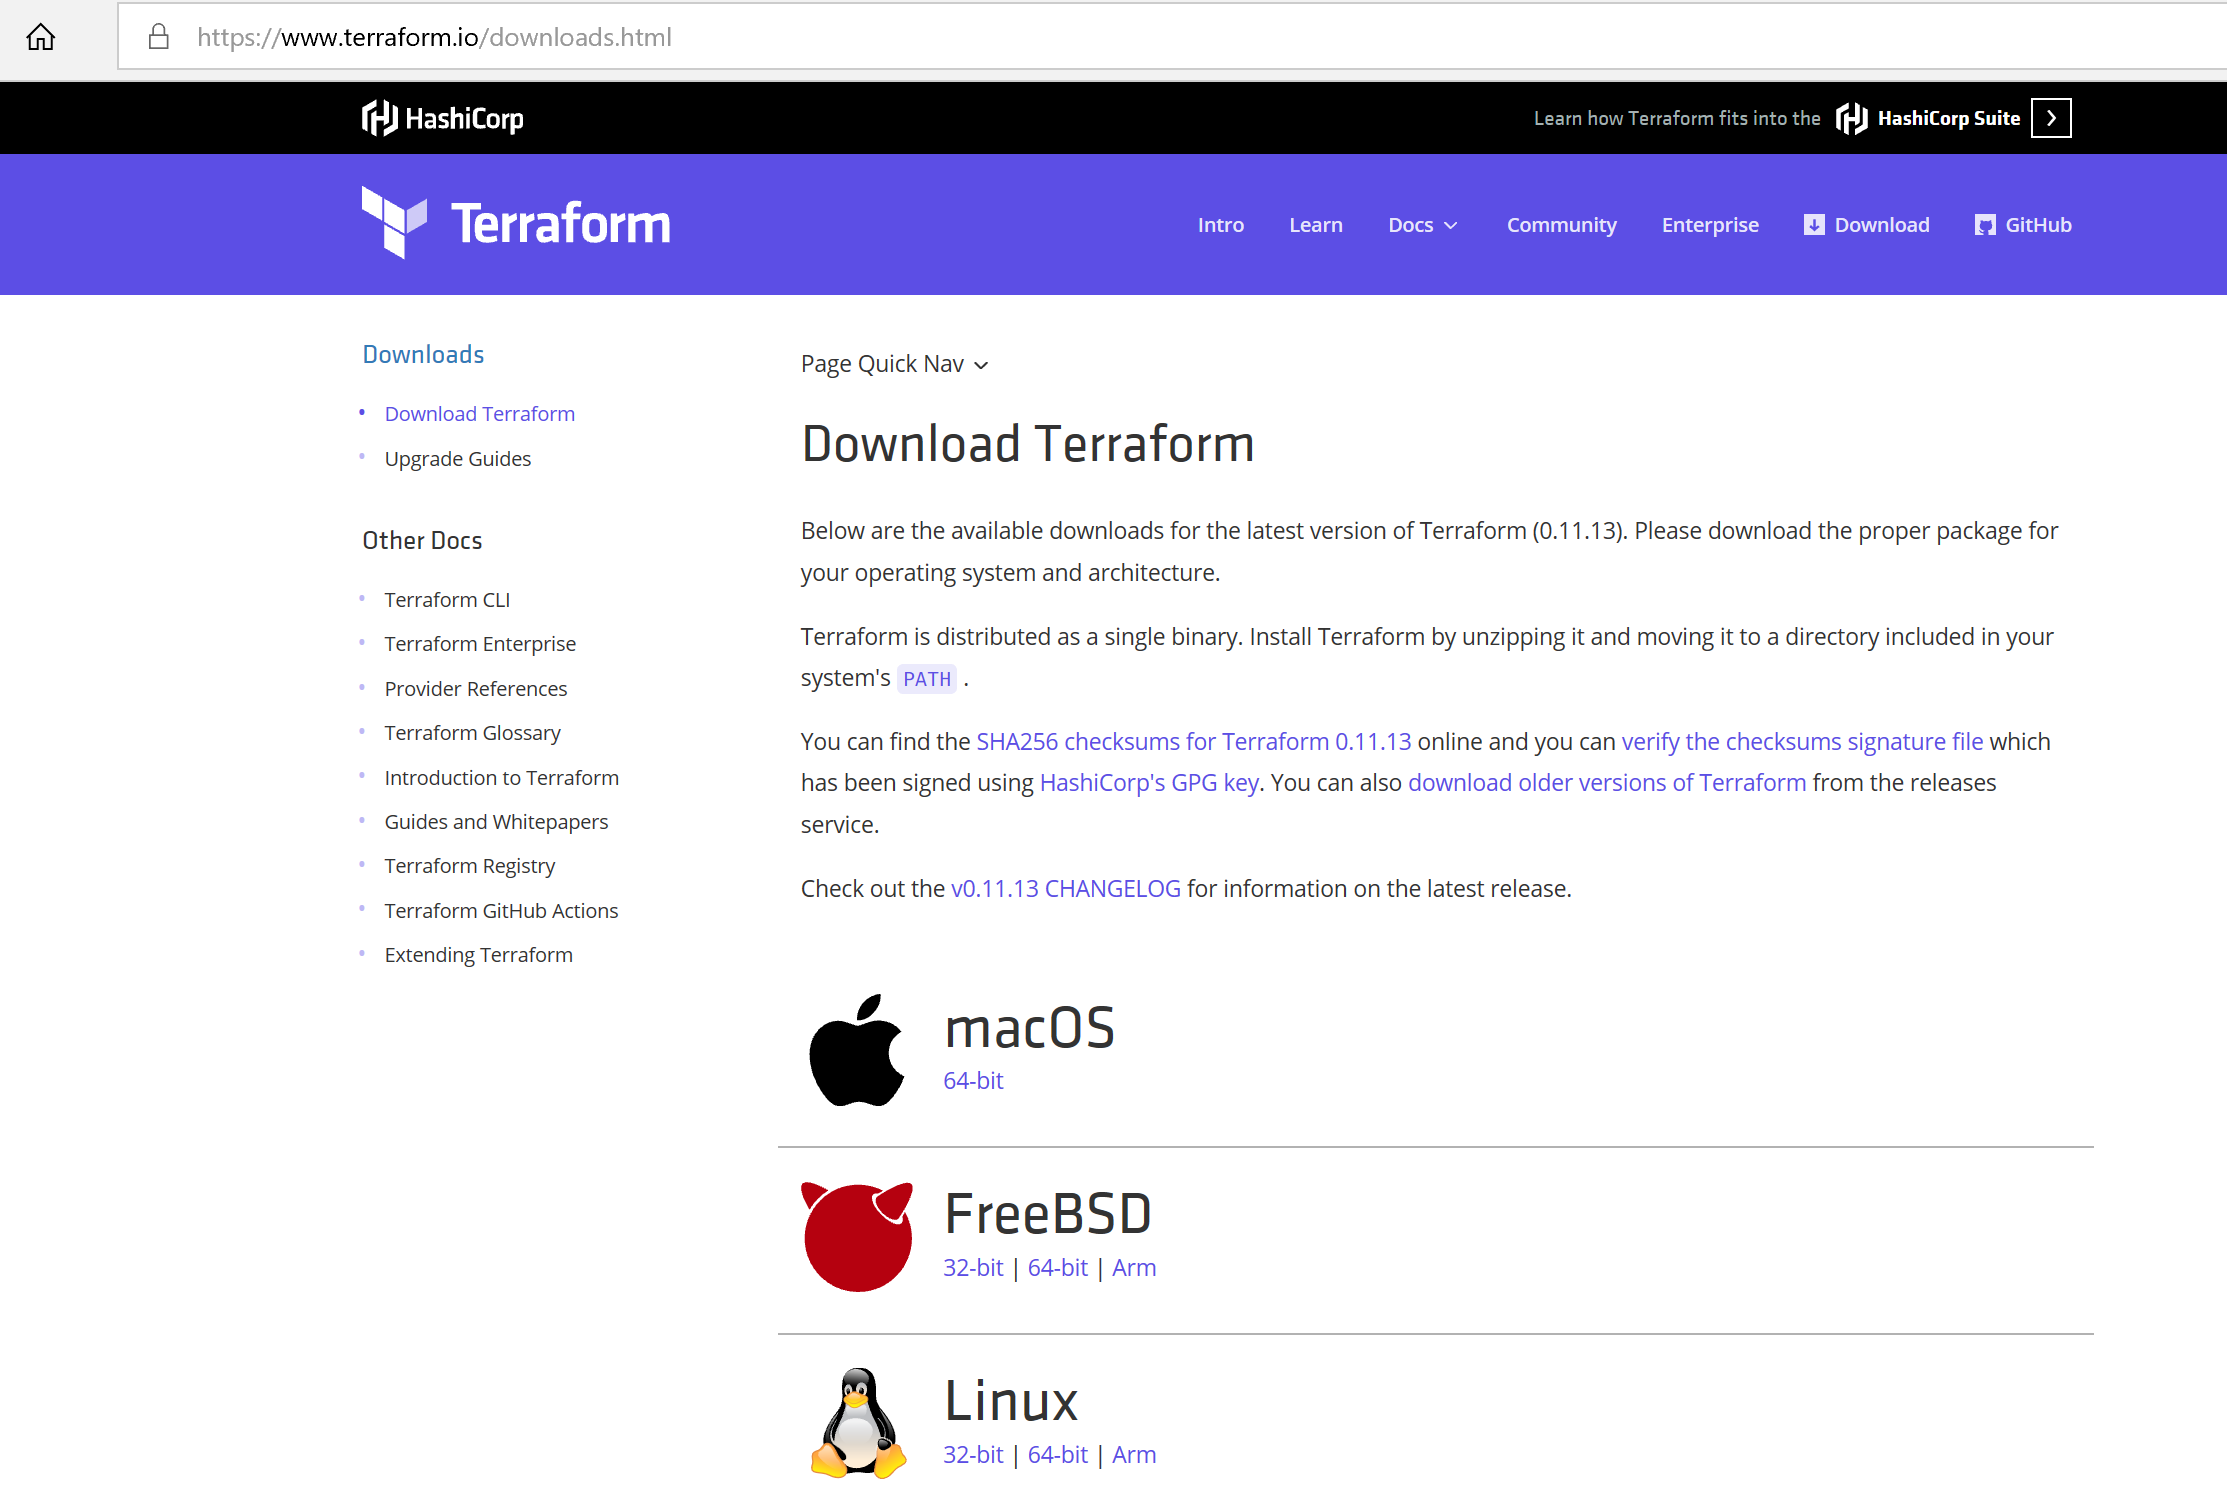 https://www.terraform.io/downloads.html
HashiCorp
Learn how Terraform fits into the HashiCorp Suite
Terraform
Intro Learn Docs Community Enterprise Download GitHub
Downloads
Download Terraform
Upgrade Guides
Other Docs
Terraform CLI
Terraform Enterprise
Provider References
Terraform Glossary
Introduction to Terraform
Guides and Whitepapers
Terraform Registry
Terraform GitHub Actions
Extending Terraform
Page Quick Nav
Download Terraform
Below are the available downloads for the latest version of Terraform (0.11.13). Please download the proper package for
your operating system and architecture.
Terraform is distributed as a single binary. Install Terraform by unzipping it and moving it to a directory included in your
system's PATH .
You can find the SHA256 checksums for Terraform 0.11.13 online and you can verify the checksums signature file which
has been signed using HashiCorp's GPG key. You can also download older versions of Terraform from the releases
service.
Check out the v0.11.13 CHANGELOG for information on the latest release.
macOS
64-bit
FreeBSD
32-bit | 64-bit | Arm
Linux
32-bit | 64-bit | Arm